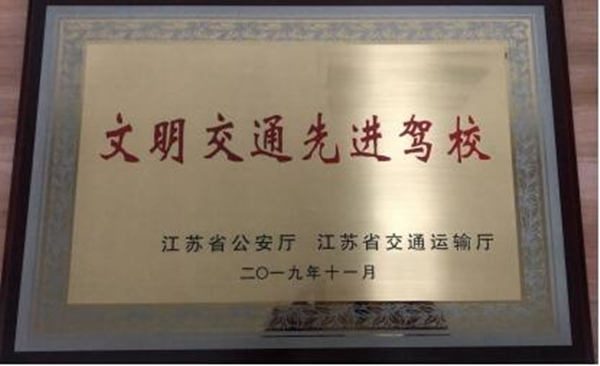 文明交通先进驾校
江苏省公安厅 江苏省交通运输厅
二〇一九年十一月